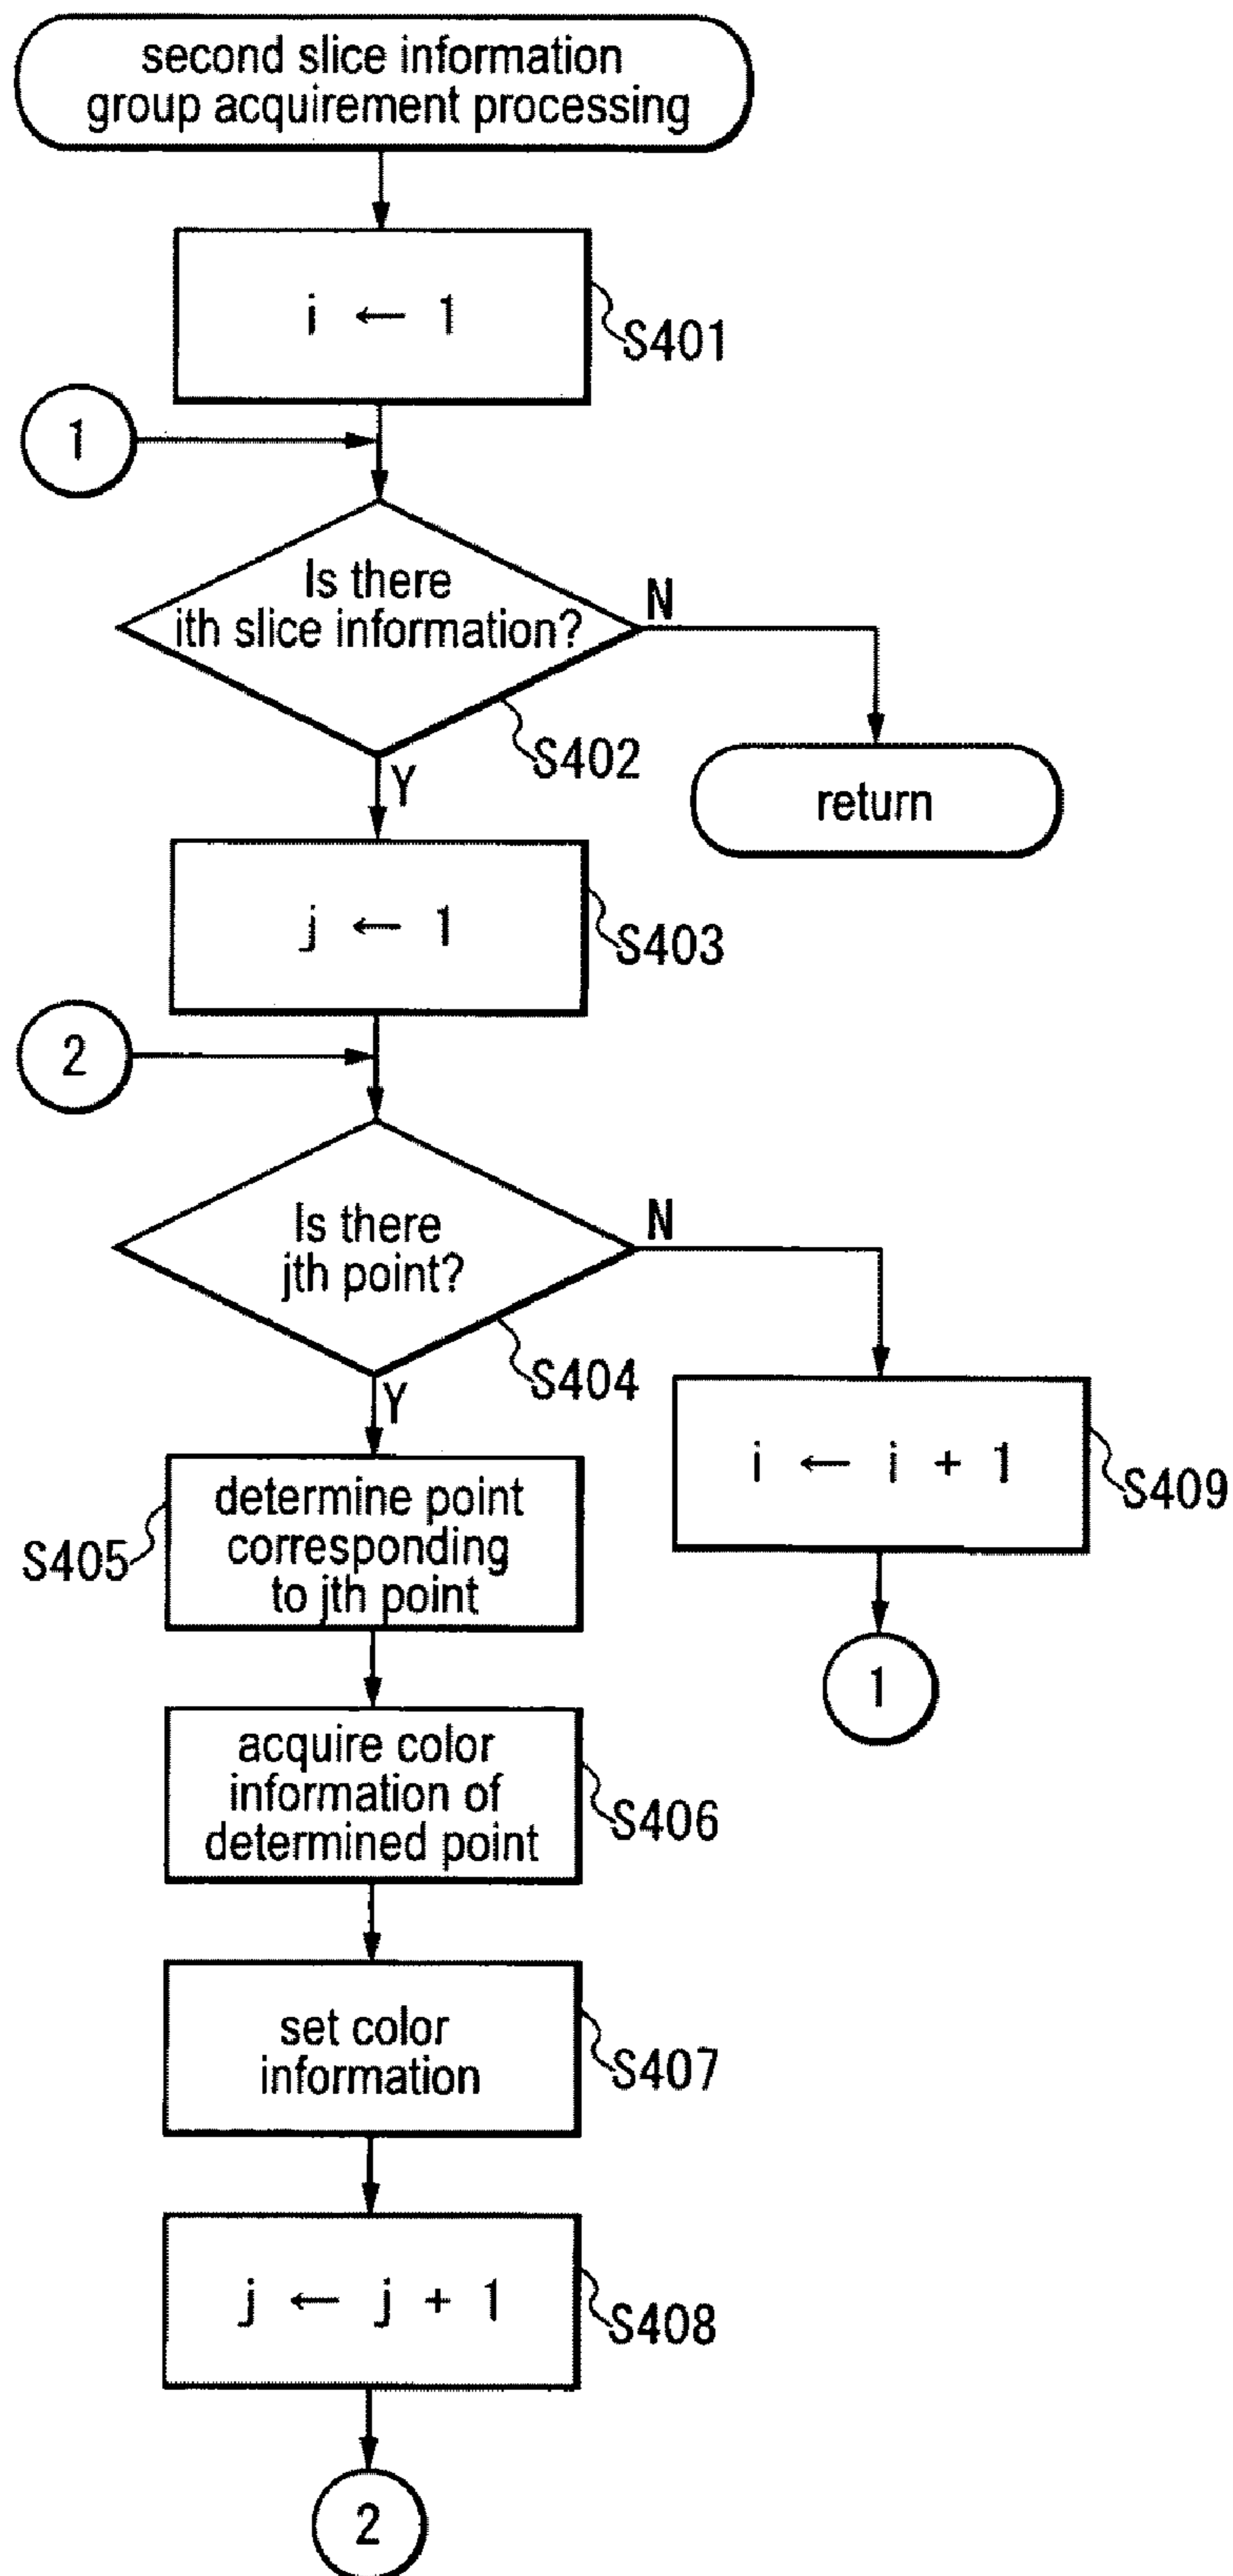 second slice information
group acquirement processing
i ← 1
S401
1
Is there
ith slice information?
N
S402
Y
return
j ← 1
S403
2
Is there
jth point?
N
S404
Y
i ← i + 1
S409
determine point
corresponding
to jth point
S405
1
acquire color
information of
determined point
S406
set color
information
S407
j ← j + 1
S408
2